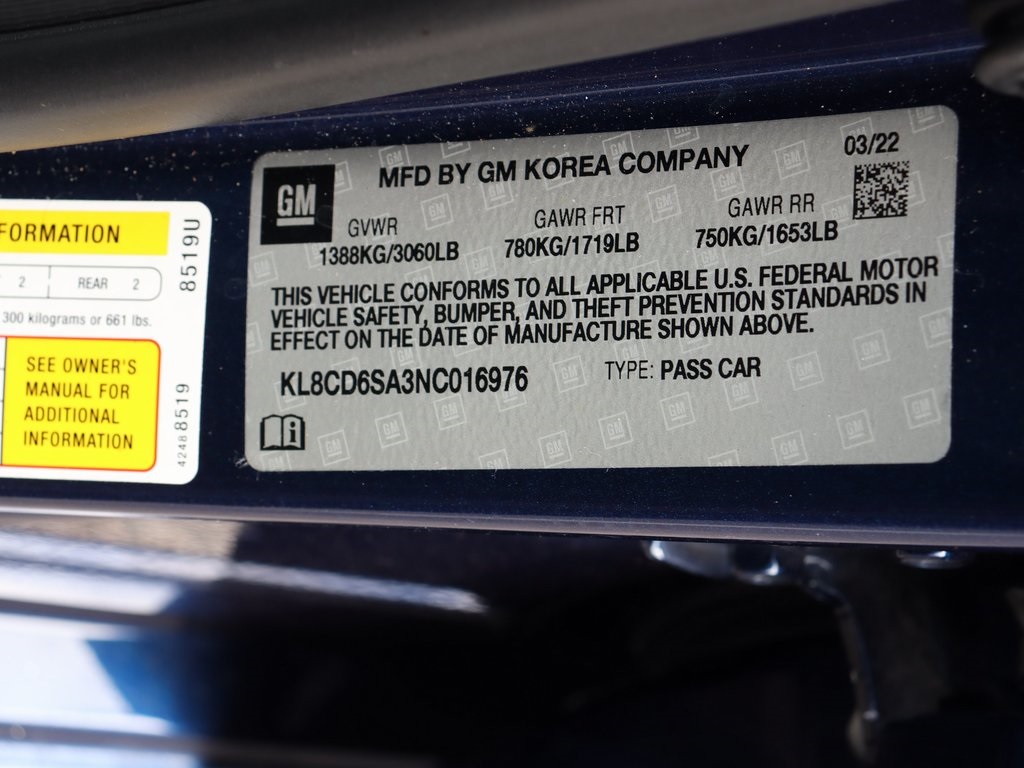 FORMATION
2 REAR 2
300 kilograms or 661 lbs.
SEE OWNER'S
MANUAL FOR
ADDITIONAL
INFORMATION
8519U
42488519
GM
MFD BY GM KOREA COMPANY
03/22
GVWR GAWR FRT GAWR RR
1388KG/3060LB 780KG/1719LB 750KG/1653LB
THIS VEHICLE CONFORMS TO ALL APPLICABLE U.S. FEDERAL MOTOR
VEHICLE SAFETY, BUMPER, AND THEFT PREVENTION STANDARDS IN
EFFECT ON THE DATE OF MANUFACTURE SHOWN ABOVE.
KL8CD6SA3NC016976 TYPE: PASS CAR